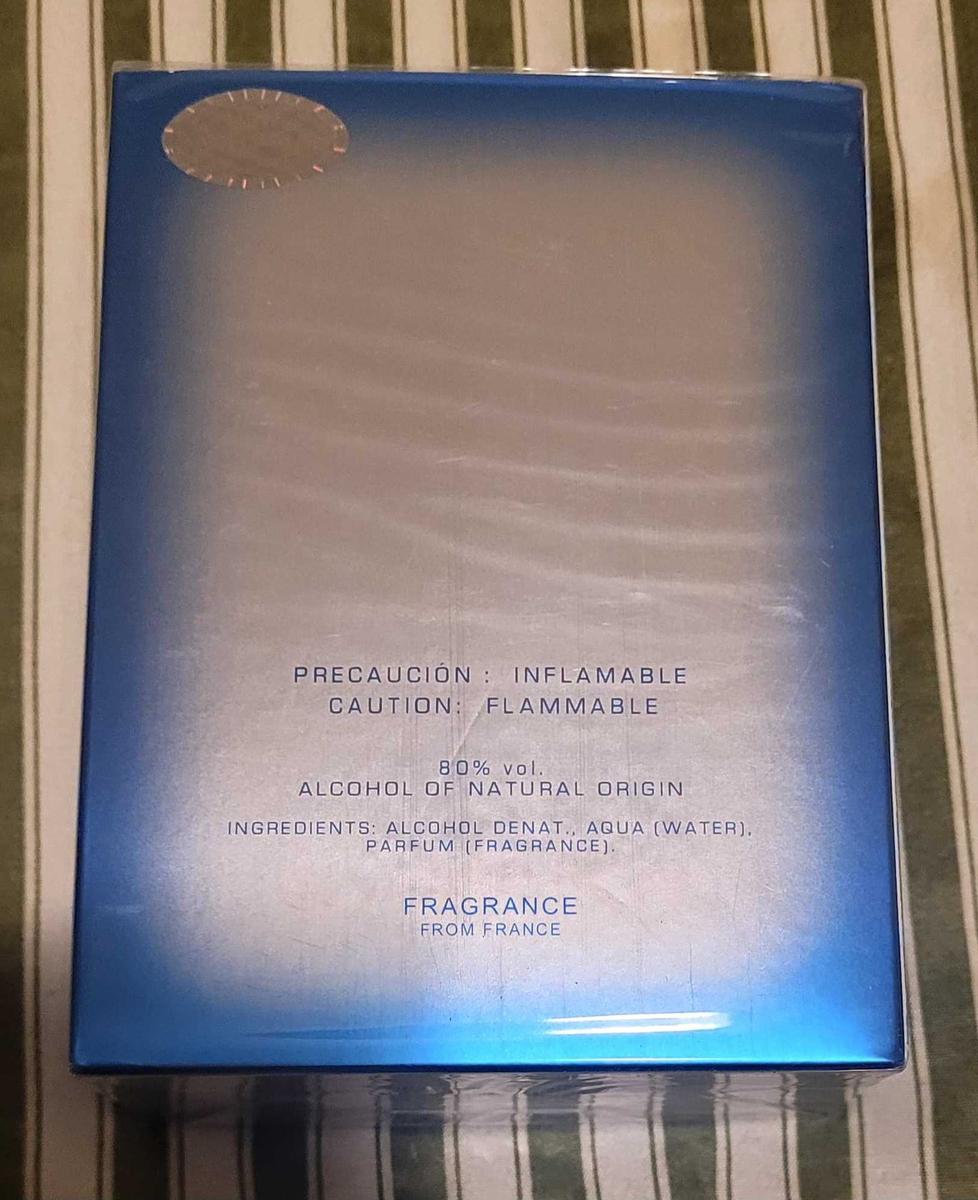 PRECAUCIÓN : INFLAMABLE
CAUTION: FLAMMABLE
80% vol.
ALCOHOL OF NATURAL ORIGIN
INGREDIENTS: ALCOHOL DENAT., AQUA (WATER),
PARFUM (FRAGRANCE).
FRAGRANCE
FROM FRANCE